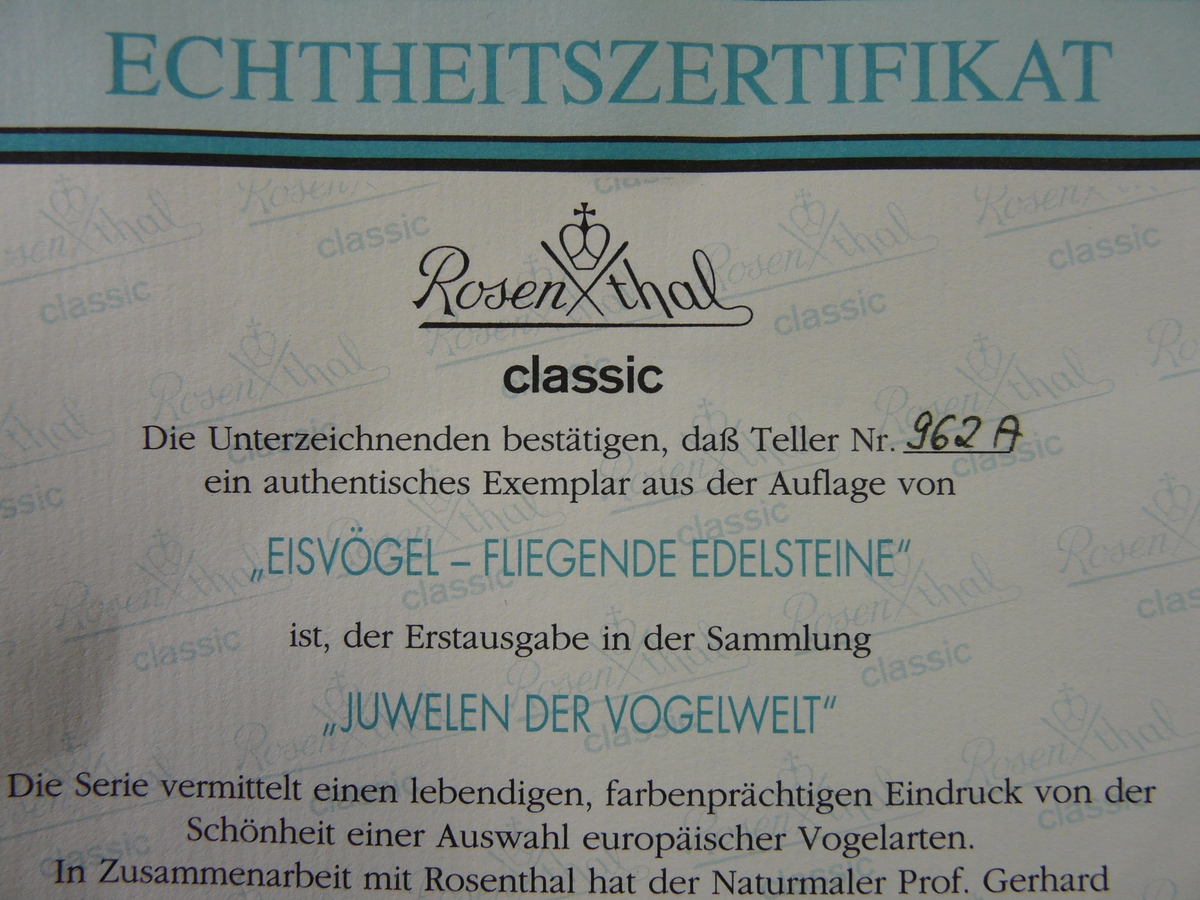 ECHTHEITSZERTIFIKAT
Rosenthal
classic
Die Unterzeichnenden bestätigen, daß Teller Nr. 962 A
ein authentisches Exemplar aus der Auflage von
„EISVÖGEL – FLIEGENDE EDELSTEINE“
ist, der Erstausgabe in der Sammlung
„JUWELEN DER VOGELWELT“
Die Serie vermittelt einen lebendigen, farbenprächtigen Eindruck von der
Schönheit einer Auswahl europäischer Vogelarten.
In Zusammenarbeit mit Rosenthal hat der Naturmaler Prof. Gerhard